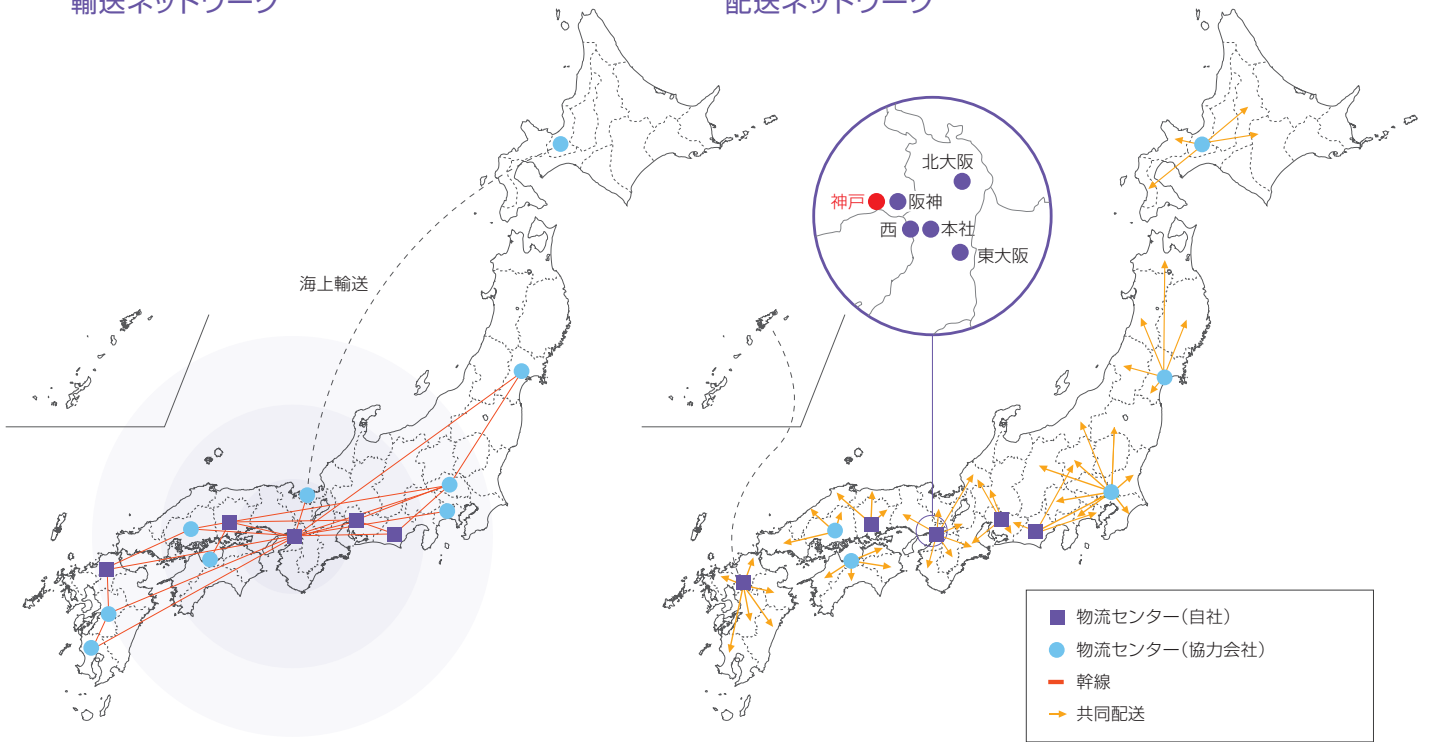 輸送ネットワーク
配送ネットワーク
海上輸送
北大阪
神戸
阪神
西
本社
東大阪
物流センター(自社)
物流センター(協力会社)
幹線
共同配送